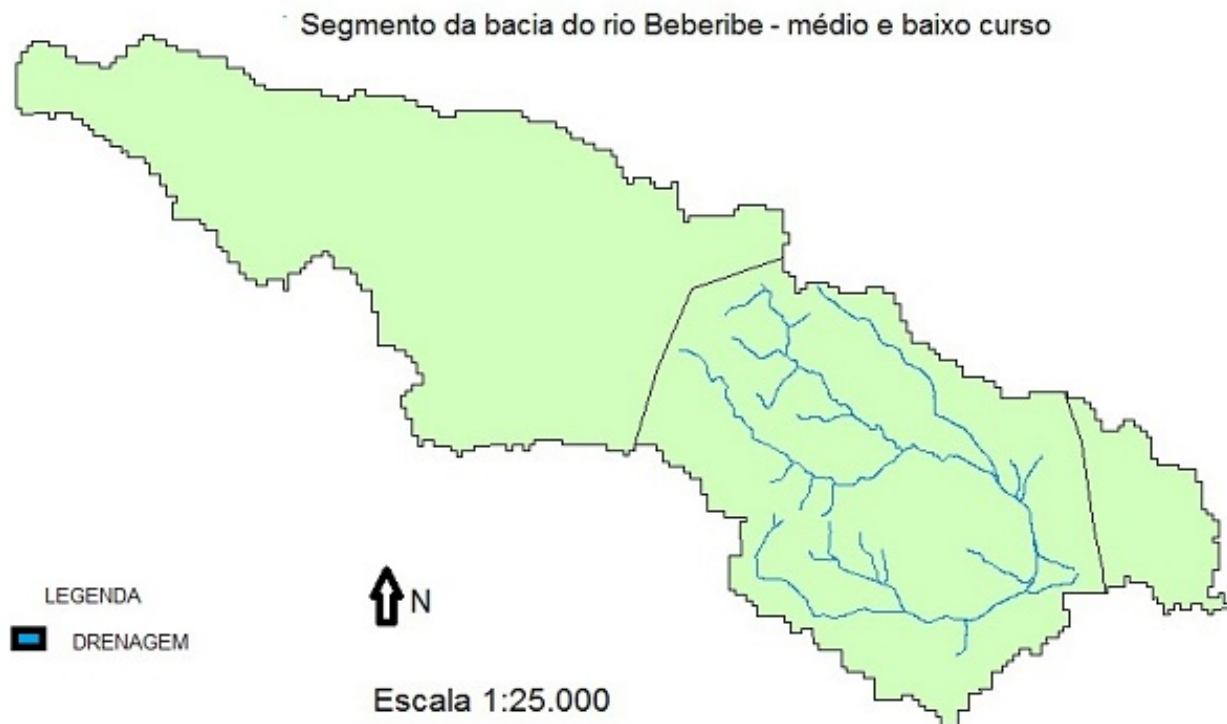 Segmento da bacia do rio Beberibe - médio e baixo curso
N
LEGENDA
DRENAGEM
Escala 1:25.000